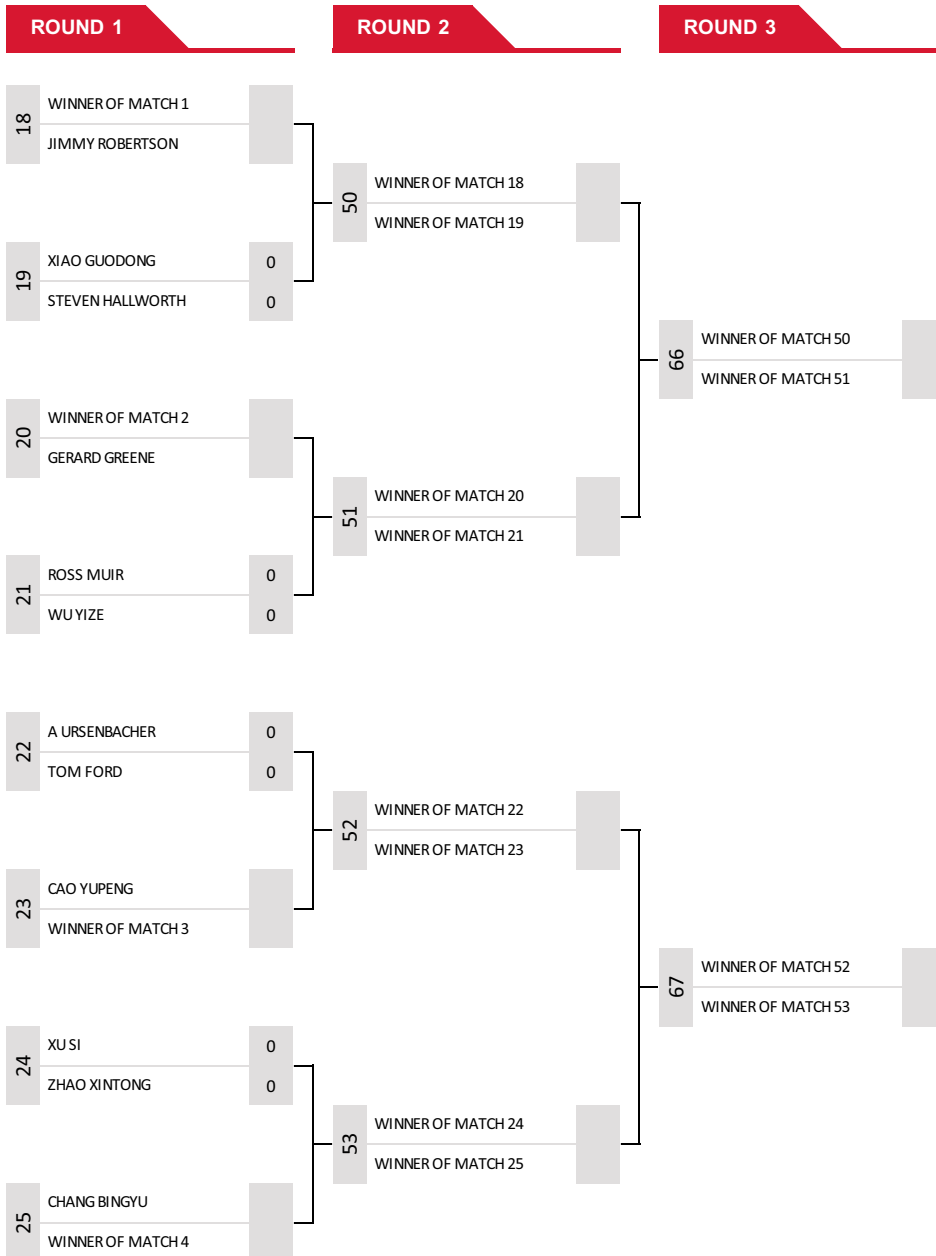 ROUND 1
ROUND 2
ROUND 3
18
WINNER OF MATCH 1
JIMMY ROBERTSON
50
WINNER OF MATCH 18
WINNER OF MATCH 19
19
XIAO GUODONG 0
STEVEN HALLWORTH 0
66
WINNER OF MATCH 50
WINNER OF MATCH 51
20
WINNER OF MATCH 2
GERARD GREENE
51
WINNER OF MATCH 20
WINNER OF MATCH 21
21
ROSS MUIR 0
WU YIZE 0
22
A URSENBACHER 0
TOM FORD 0
52
WINNER OF MATCH 22
WINNER OF MATCH 23
23
CAO YUPENG
WINNER OF MATCH 3
67
WINNER OF MATCH 52
WINNER OF MATCH 53
24
XU SI 0
ZHAO XINTONG 0
53
WINNER OF MATCH 24
WINNER OF MATCH 25
25
CHANG BINGYU
WINNER OF MATCH 4